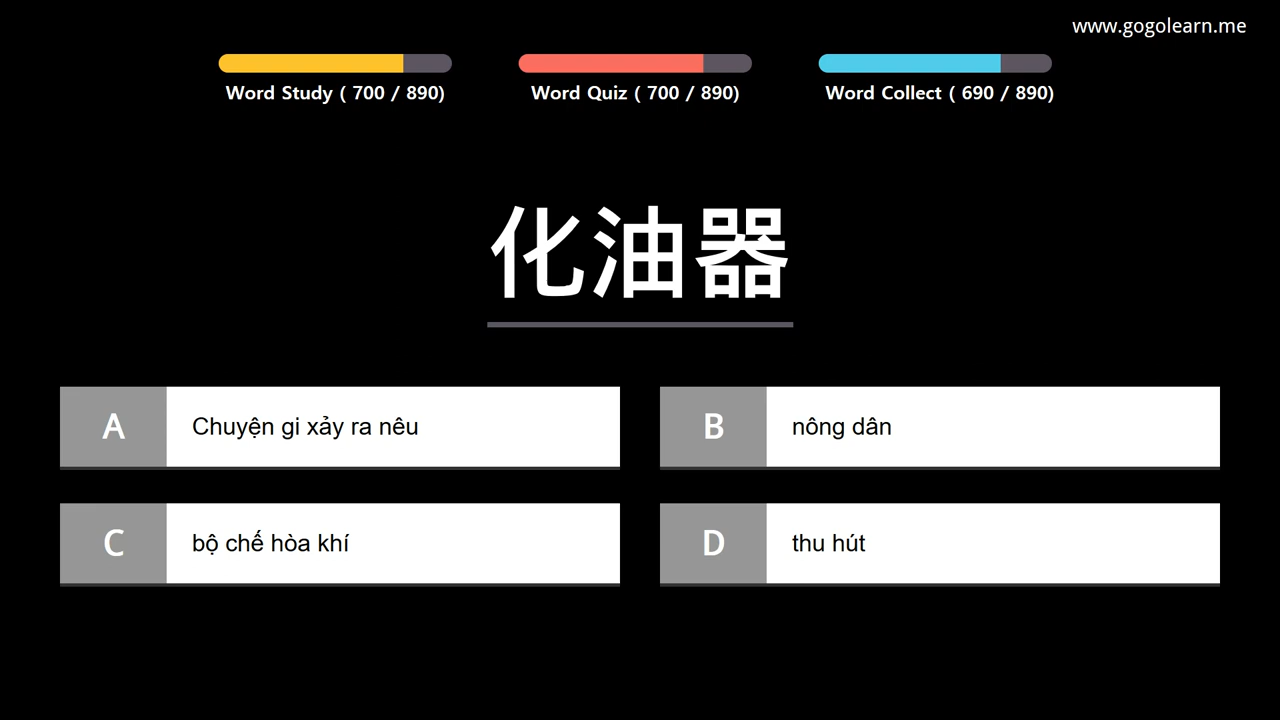 www.gogolearn.me
Word Study ( 700 / 890)
Word Quiz ( 700 / 890)
Word Collect ( 690 / 890)
化油器
A
Chuyện gi xảy ra nêu
B
nông dân
C
bộ chế hòa khí
D
thu hút